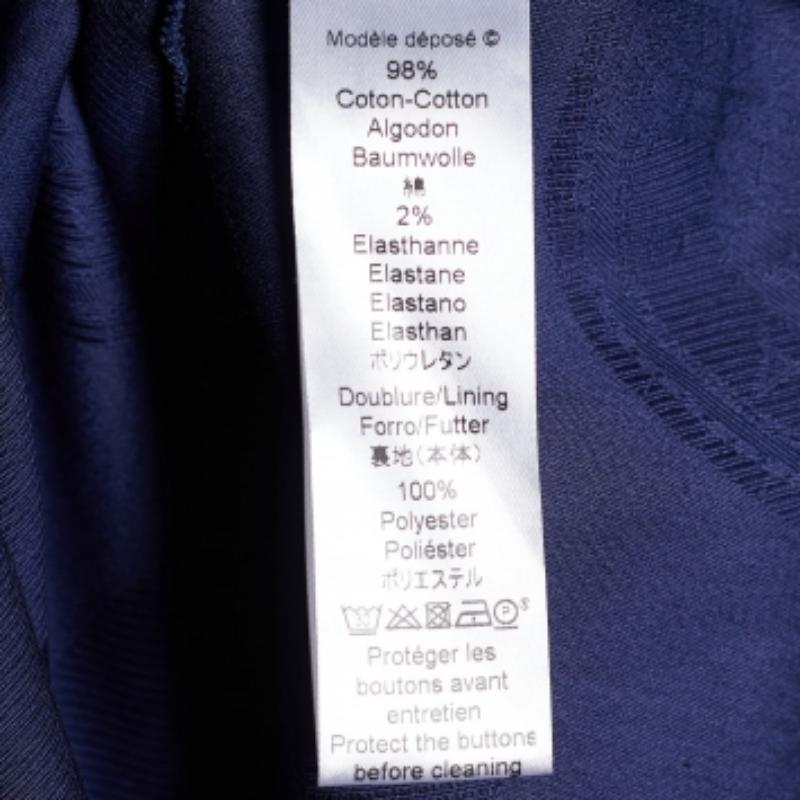 Modèle déposé ©
98%
Coton-Cotton
Algodon
Baumwolle
綿
2%
Elasthanne
Elastane
Elastano
Elasthan
ポリウレタン
Doublure/Lining
Forro/Futter
裏地(本体)
100%
Polyester
Poliéster
ポリエステル
30 P S
Protéger les
boutons avant
entretien
Protect the buttons
before cleaning